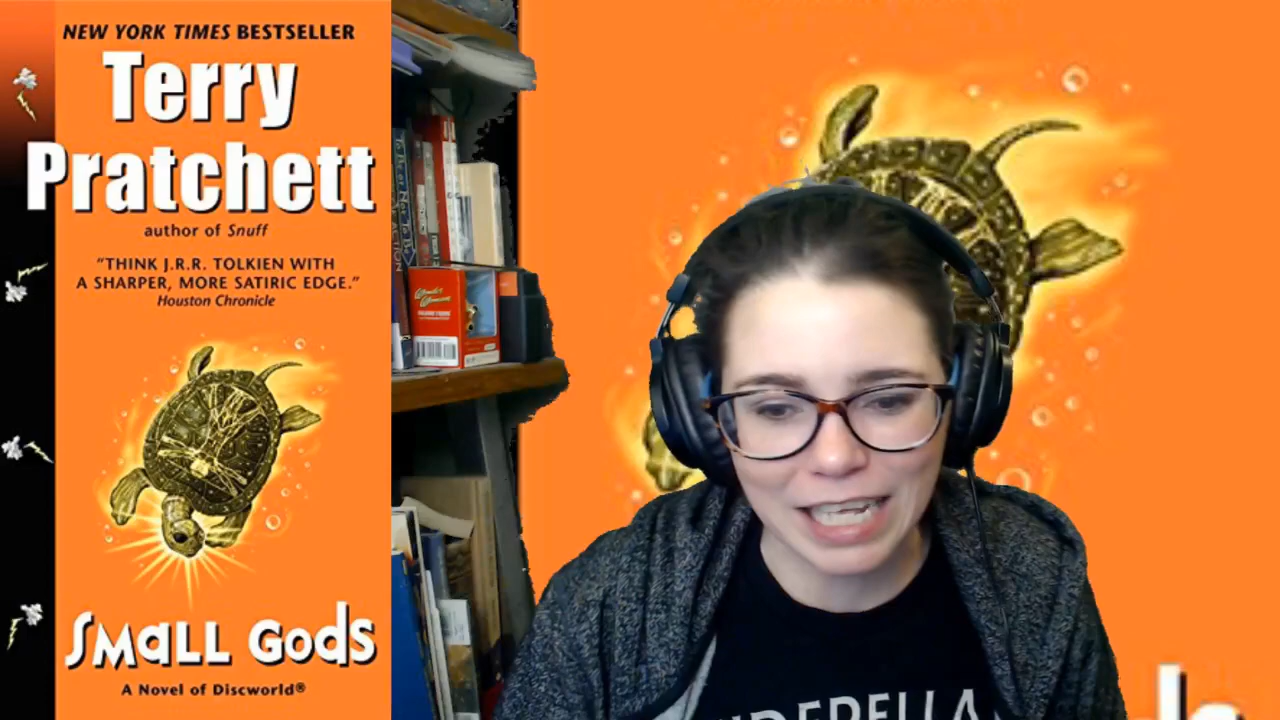 NEW YORK TIMES BESTSELLER
Terry
Pratchett
author of Snuff
"THINK J.R.R. TOLKIEN WITH
A SHARPER, MORE SATIRIC EDGE."
Houston Chronicle
SMaLL Gods
A Novel of Discworld®